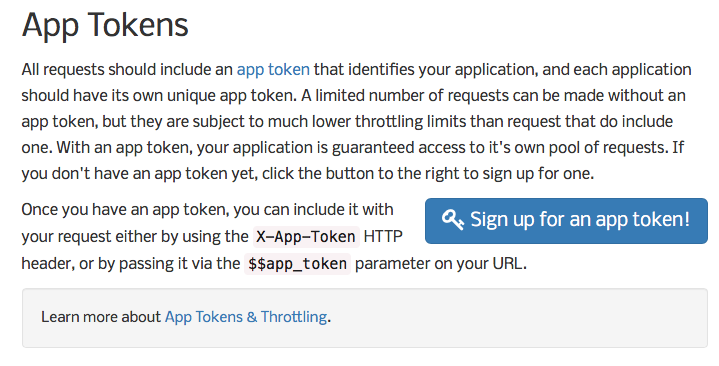 App Tokens
All requests should include an app token that identifies your application, and each application
should have its own unique app token. A limited number of requests can be made without an
app token, but they are subject to much lower throttling limits than request that do include
one. With an app token, your application is guaranteed access to it's own pool of requests. If
you don't have an app token yet, click the button to the right to sign up for one.
Once you have an app token, you can include it with
your request either by using the X-App-Token HTTP
header, or by passing it via the $$app_token parameter on your URL.
Sign up for an app token!
Learn more about App Tokens & Throttling.